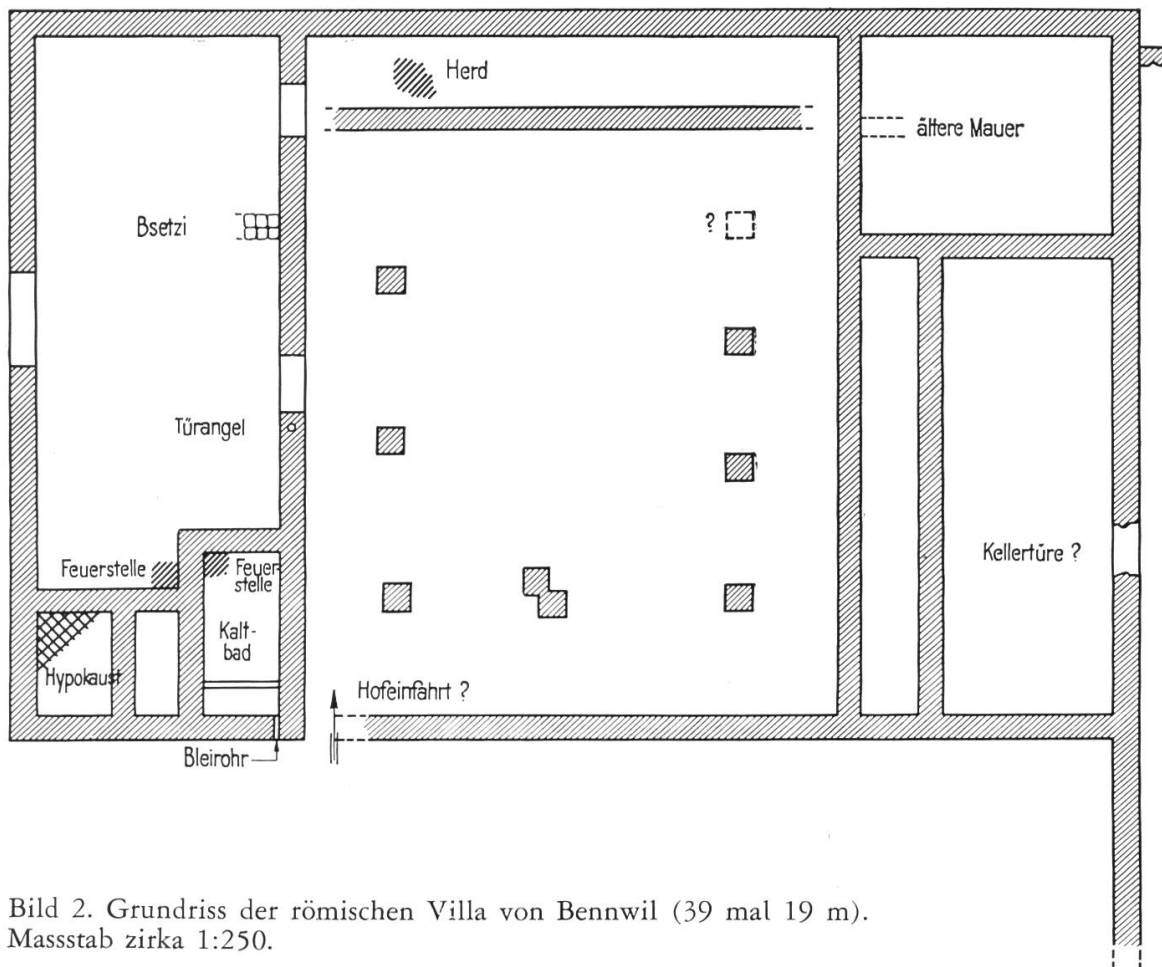 Herd
ältere Mauer
Bsetzi
?
Türangel
Kellertüre ?
Feuerstelle
Feuer-
stelle
Kalt-
bad
Hypokaust
Hofeinfahrt ?
Bleirohr
Bild 2. Grundriss der römischen Villa von Bennwil (39 mal 19 m).
Massstab zirka 1:250.